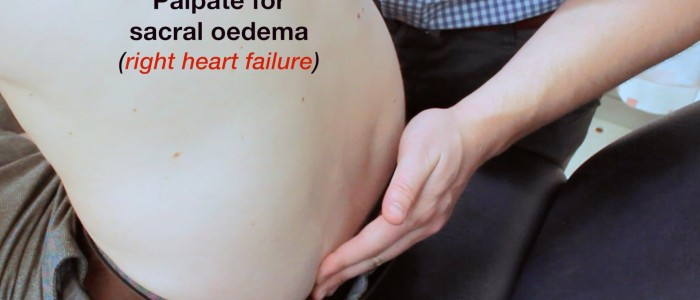 Palpate for
sacral oedema
(right heart failure)